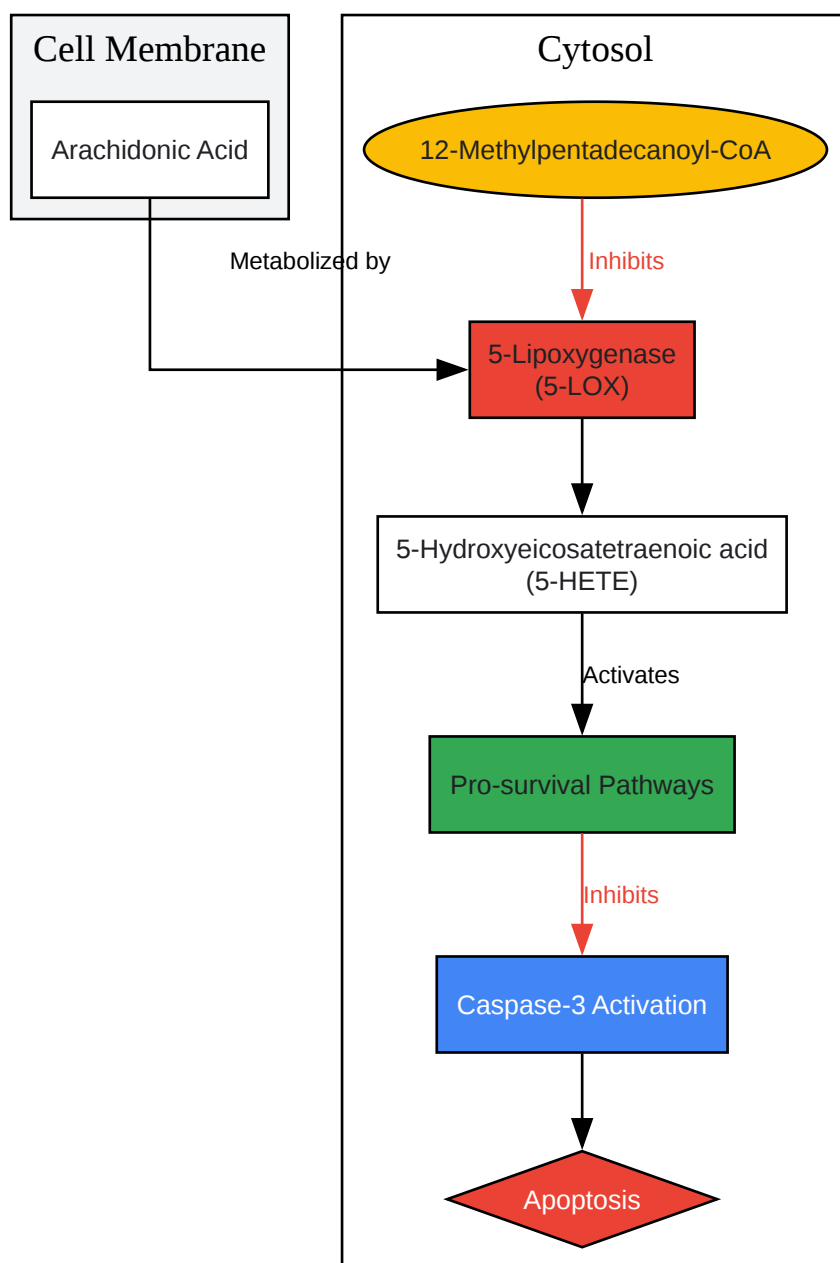 Cell Membrane
Cytosol
Arachidonic Acid
12-Methylpentadecanoyl-CoA
Metabolized by
Inhibits
5-Lipoxygenase
(5-LOX)
5-Hydroxyeicosatetraenoic acid
(5-HETE)
Activates
Pro-survival Pathways
Inhibits
Caspase-3 Activation
Apoptosis